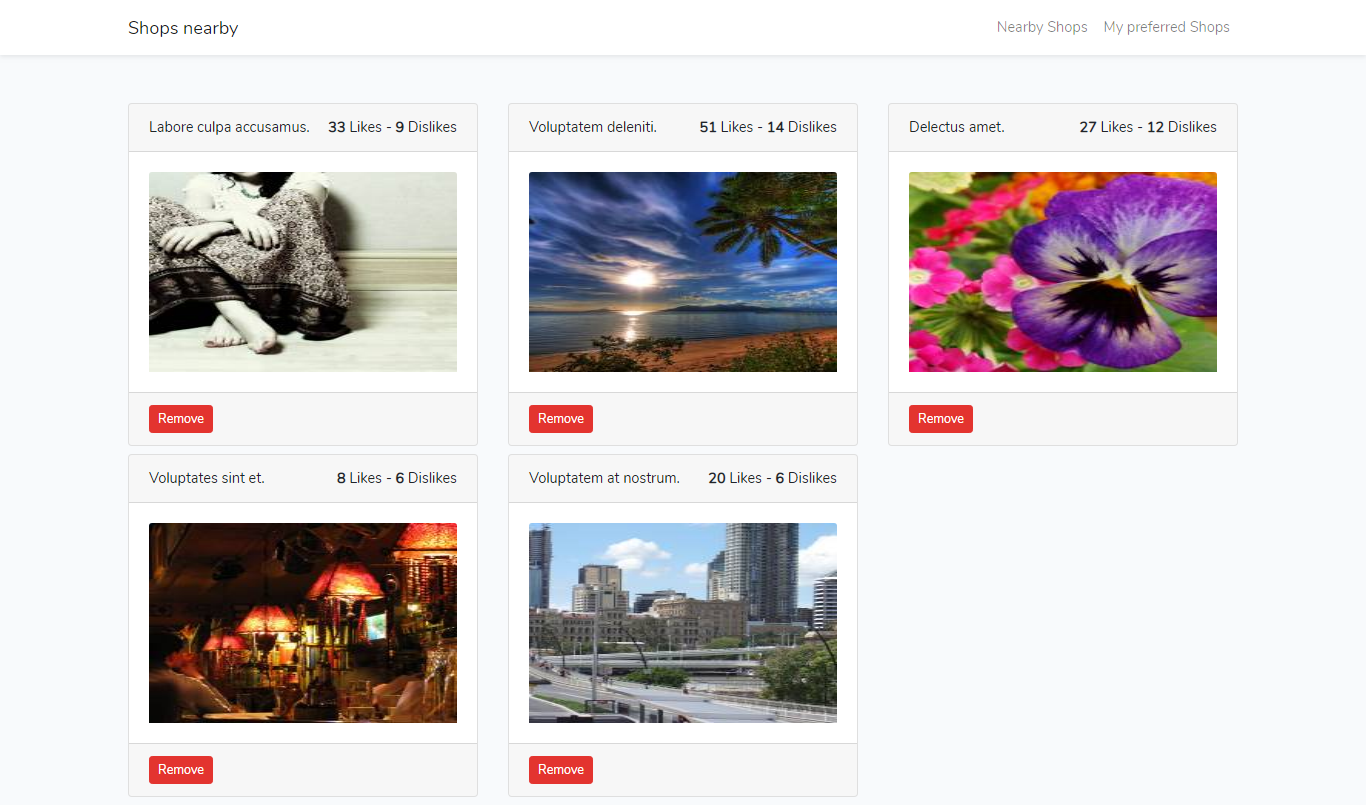 Shops nearby
Nearby Shops My preferred Shops
Labore culpa accusamus. 33 Likes - 9 Dislikes
Voluptatem deleniti. 51 Likes - 14 Dislikes
Delectus amet. 27 Likes - 12 Dislikes
Remove
Remove
Remove
Voluptates sint et. 8 Likes - 6 Dislikes
Voluptatem at nostrum. 20 Likes - 6 Dislikes
Remove
Remove